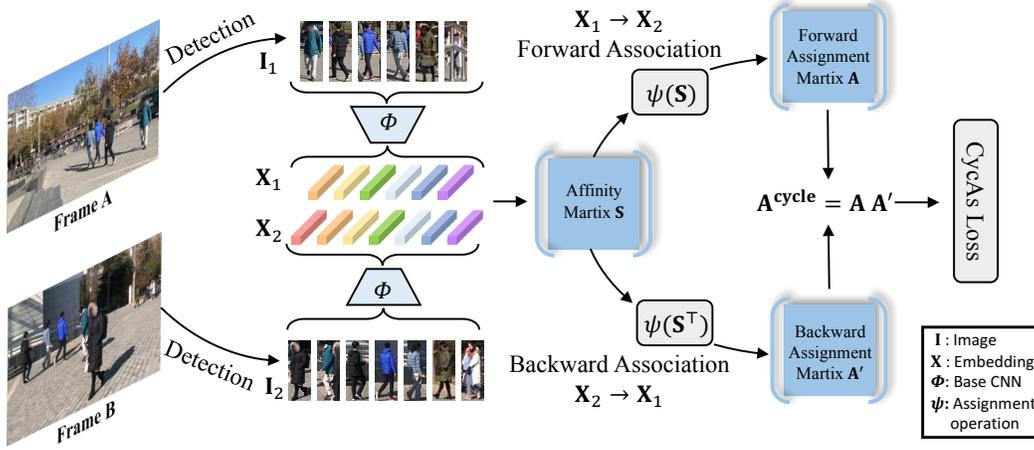 Frame A
Detection
I₁
Φ
X₁
X₂
Φ
I₂
Frame B
Detection
Affinity
Martix S
X₁ → X₂
Forward Association
ψ(S)
ψ(S⊤)
Backward Association
X₂ → X₁
Forward
Assignment
Martix A
A^cycle = A A′
Backward
Assignment
Martix A′
CycAs Loss
I : Image
X : Embedding
Φ: Base CNN
ψ: Assignment
operation